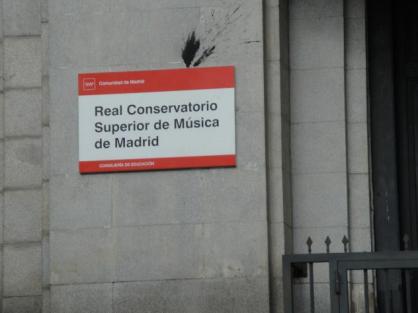 Comunidad de Madrid
Real Conservatorio
Superior de Música
de Madrid
CONSEJERÍA DE EDUCACIÓN